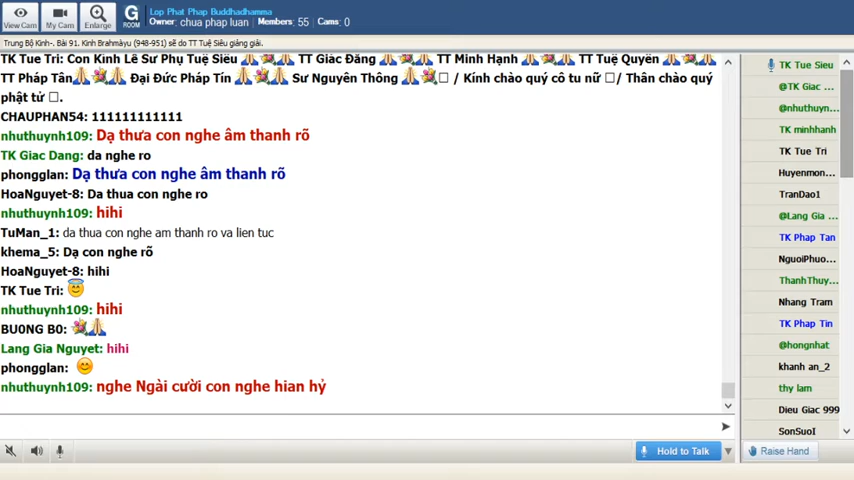 View Cam
My Cam
Enlarge
G
ROOM
Lop Phat Phap Buddhadhamma
Owner: chua phap luan Members: 55 Cams: 0
Trung Bộ Kinh-. Bài 91. Kinh Brahmàyu (948-951) sẽ do TT Tuệ Siêu giảng giải.
TK Tue Tri: Con Kính Lễ Sư Phụ Tuệ Siêu TT Giác Đẳng TT Minh Hạnh TT Tuệ Quyền
TT Pháp Tân Đại Đức Pháp Tín Sư Nguyên Thông / Kính chào quý cô tu nữ / Thân chào quý
phật tử .
CHAUPHAN54: 111111111111
nhuthuynh109: Dạ thưa con nghe âm thanh rõ
TK Giac Dang: da nghe ro
phongglan: Dạ thưa con nghe âm thanh rõ
HoaNguyet-8: Da thua con nghe ro
nhuthuynh109: hihi
TuMan_1: da thua con nghe am thanh ro va lien tuc
khema_5: Dạ con nghe rõ
HoaNguyet-8: hihi
TK Tue Tri:
nhuthuynh109: hihi
BU0NG B0:
Lang Gia Nguyet: hihi
phongglan:
nhuthuynh109: nghe Ngài cười con nghe hian hỷ
Hold to Talk
TK Tue Sieu
@TK Giac ...
@nhuthuyn...
TK minhhanh
TK Tue Tri
Huyenmon...
TranDao1
@Lang Gia ...
TK Phap Tan
NguoiPhuo...
ThanhThuy...
Nhang Tram
TK Phap Tin
@hongnhat
khanh an_2
thy lam
Dieu Giac 999
SonSuoI
Raise Hand